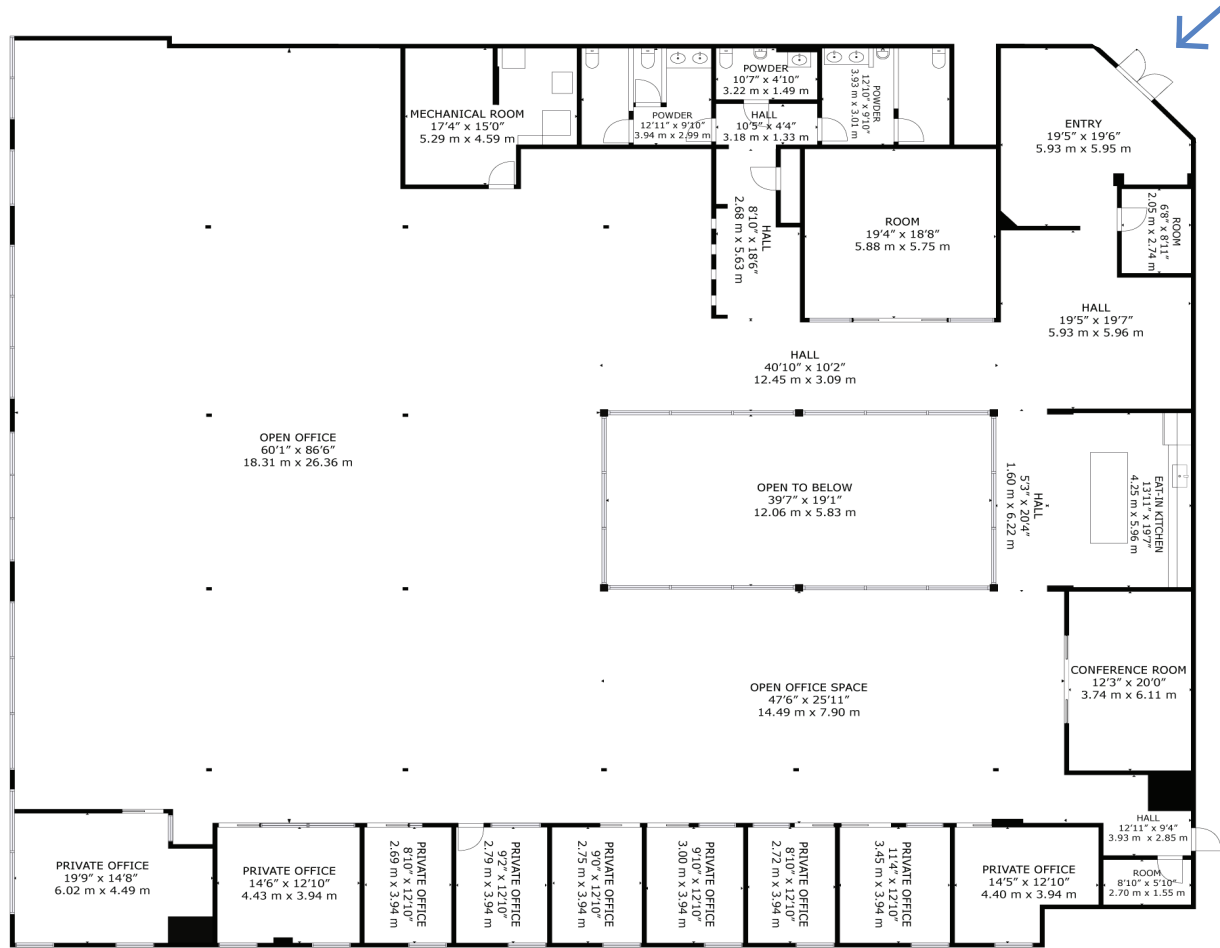 MECHANICAL ROOM
17'4" x 15'0"
5.29 m x 4.59 m
POWDER
12'11" x 9'10"
3.94 m x 2.99 m
POWDER
10'7" x 4'10"
3.22 m x 1.49 m
HALL
10'5" x 4'4"
3.18 m x 1.33 m
POWDER
12'10" x 9'10"
3.93 m x 3.01 m
ENTRY
19'5" x 19'6"
5.93 m x 5.95 m
ROOM
6'8" x 8'11"
2.05 m x 2.74 m
HALL
8'10" x 18'6"
2.68 m x 5.63 m
ROOM
19'4" x 18'8"
5.88 m x 5.75 m
HALL
19'5" x 19'7"
5.93 m x 5.96 m
HALL
40'10" x 10'2"
12.45 m x 3.09 m
OPEN OFFICE
60'1" x 86'6"
18.31 m x 26.36 m
OPEN TO BELOW
39'7" x 19'1"
12.06 m x 5.83 m
HALL
5'3" x 20'4"
1.60 m x 6.22 m
EAT-IN KITCHEN
13'11" x 19'7"
4.25 m x 5.96 m
CONFERENCE ROOM
12'3" x 20'0"
3.74 m x 6.11 m
OPEN OFFICE SPACE
47'6" x 25'11"
14.49 m x 7.90 m
HALL
12'11" x 9'4"
3.93 m x 2.85 m
PRIVATE OFFICE
19'9" x 14'8"
6.02 m x 4.49 m
PRIVATE OFFICE
14'6" x 12'10"
4.43 m x 3.94 m
PRIVATE OFFICE
8'10" x 12'10"
2.69 m x 3.94 m
PRIVATE OFFICE
9'2" x 12'10"
2.79 m x 3.94 m
PRIVATE OFFICE
9'0" x 12'10"
2.75 m x 3.94 m
PRIVATE OFFICE
9'10" x 12'10"
3.00 m x 3.94 m
PRIVATE OFFICE
8'10" x 12'10"
2.72 m x 3.94 m
PRIVATE OFFICE
11'4" x 12'10"
3.45 m x 3.94 m
PRIVATE OFFICE
14'5" x 12'10"
4.40 m x 3.94 m
ROOM
8'10" x 5'10"
2.70 m x 1.55 m